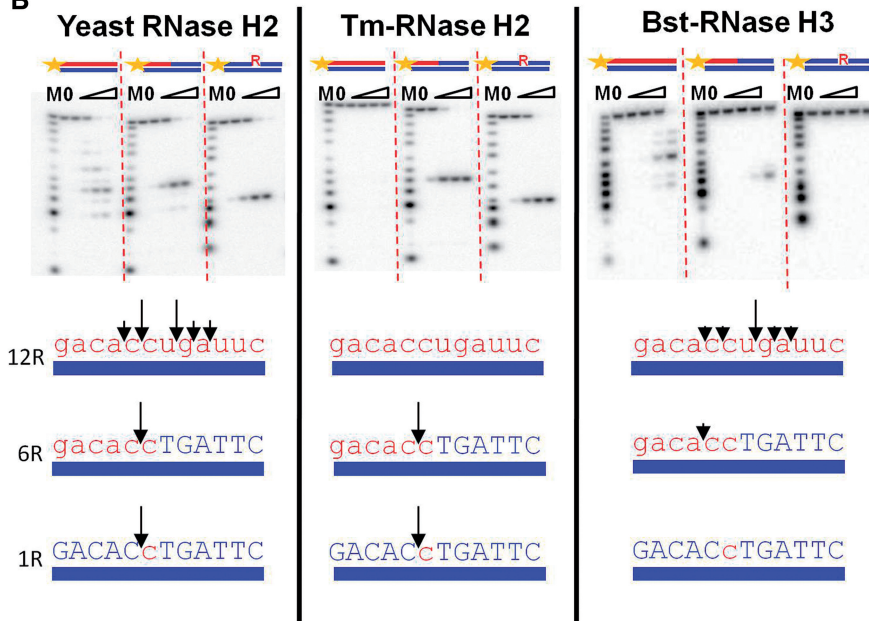 B
Yeast RNase H2
Tm-RNase H2
Bst-RNase H3
R
R
R
M0
M0
M0
M0
M0
M0
M0
M0
M0
12R
gacaccugauuc
gacaccugauuc
gacaccugauuc
6R
gacaccTGATTC
gacaccTGATTC
gacaccTGATTC
1R
GACACcTGATTC
GACACcTGATTC
GACACcTGATTC